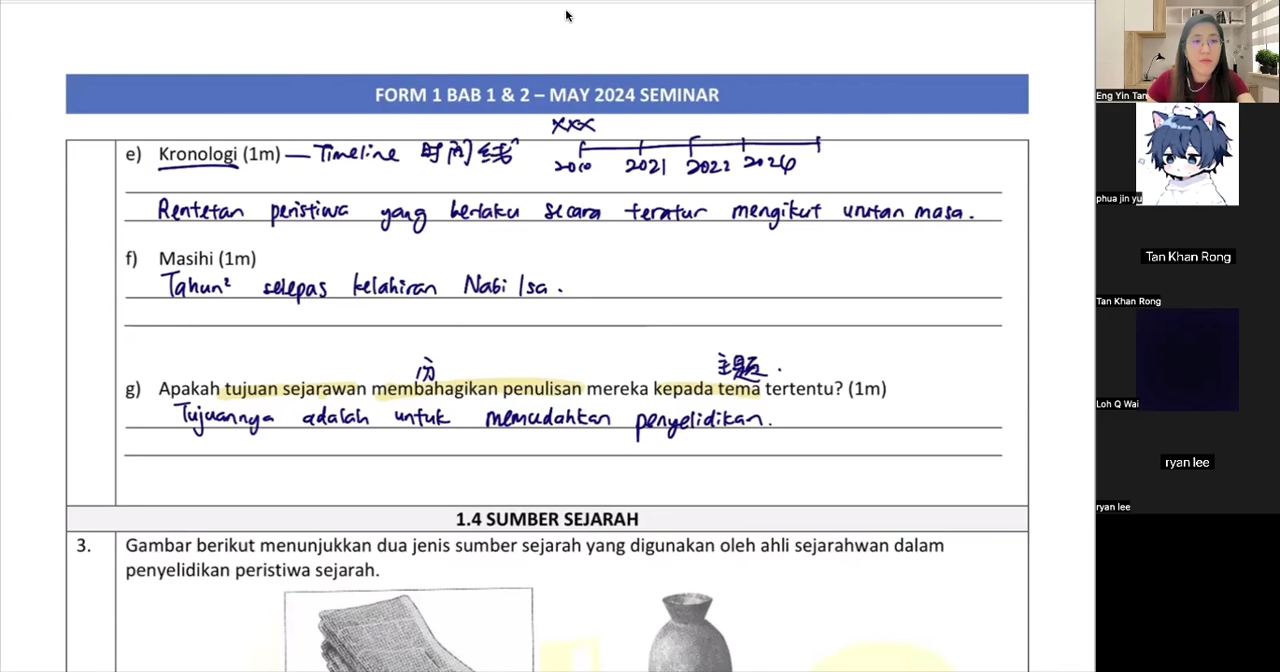 FORM 1 BAB 1 & 2 – MAY 2024 SEMINAR
xxx
e) Kronologi (1m) — Timeline 时间线
2010 2021 2022 2024
Rentetan peristiwa yang berlaku secara teratur mengikut urutan masa.
f) Masihi (1m)
Tahun² selepas kelahiran Nabi Isa.
份 主题.
g) Apakah tujuan sejarawan membahagikan penulisan mereka kepada tema tertentu? (1m)
Tujuannya adalah untuk memudahkan penyelidikan.
1.4 SUMBER SEJARAH
3. Gambar berikut menunjukkan dua jenis sumber sejarah yang digunakan oleh ahli sejarahwan dalam
penyelidikan peristiwa sejarah.
Eng Yin Tan
phua jin yu
Tan Khan Rong
Tan Khan Rong
Loh Q Wai
ryan lee
ryan lee